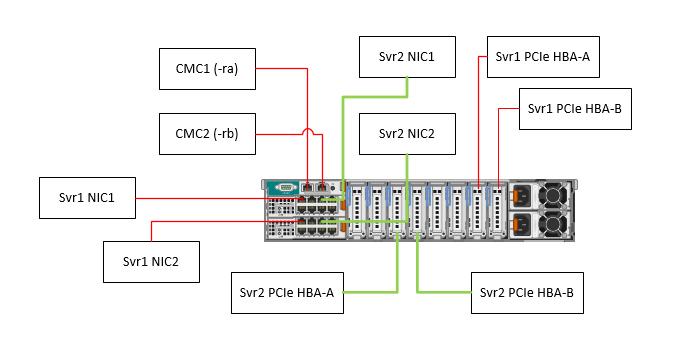 Svr2 NIC1
Svr1 PCIe HBA-A
CMC1 (-ra)
Svr1 PCIe HBA-B
CMC2 (-rb)
Svr2 NIC2
Svr1 NIC1
Svr1 NIC2
Svr2 PCIe HBA-A
Svr2 PCIe HBA-B